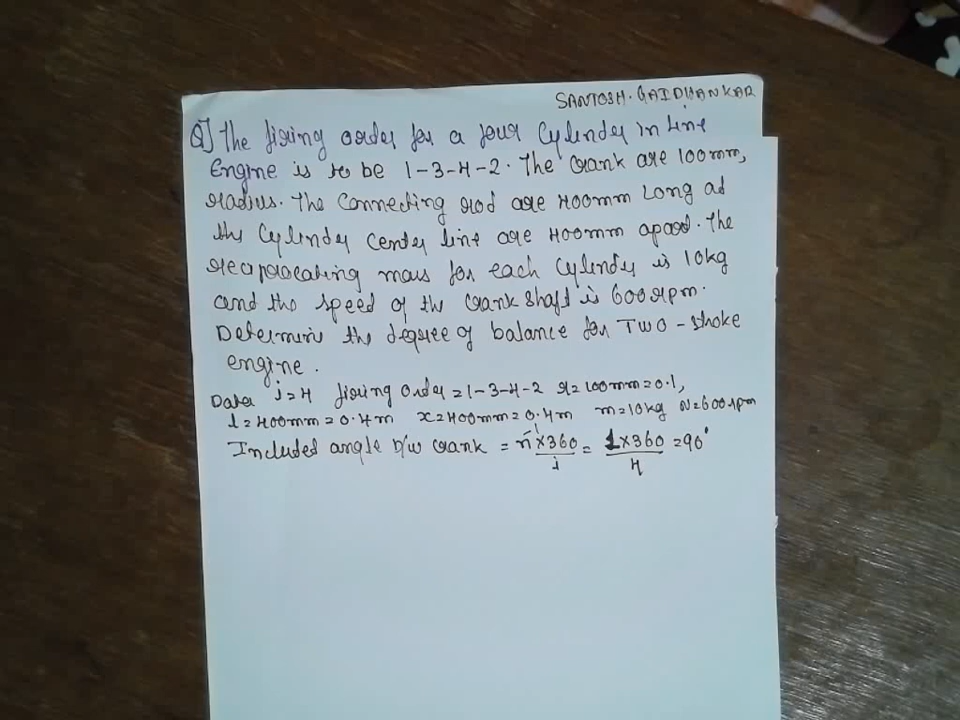 SANTOSH. GAIDHANKAR
Q] The firing order for a four Cylinder in Line
Engine is to be 1-3-4-2. The Crank are 100mm,
radius. The Connecting rod are 400mm Long ad
the Cylinder center line are 400mm apart. The
reciprocating mass for each Cylinder is 10kg
and the speed of the Crank shaft is 600rpm.
Determine the degree of balance for TWO-stroke
engine.
Data i=4 firing order = 1-3-4-2 r=100mm=0.1,
l=400mm=0.4m x=400mm=0.4m m=10kg N=600rpm
Included angle b/w crank = n'×360/i = 1×360/4 =90°